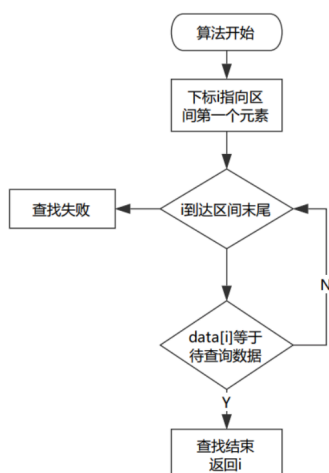 算法开始
下标i指向区
间第一个元素
i到达区间末尾
查找失败
N
data[i]等于
待查询数据
Y
查找结束
返回i